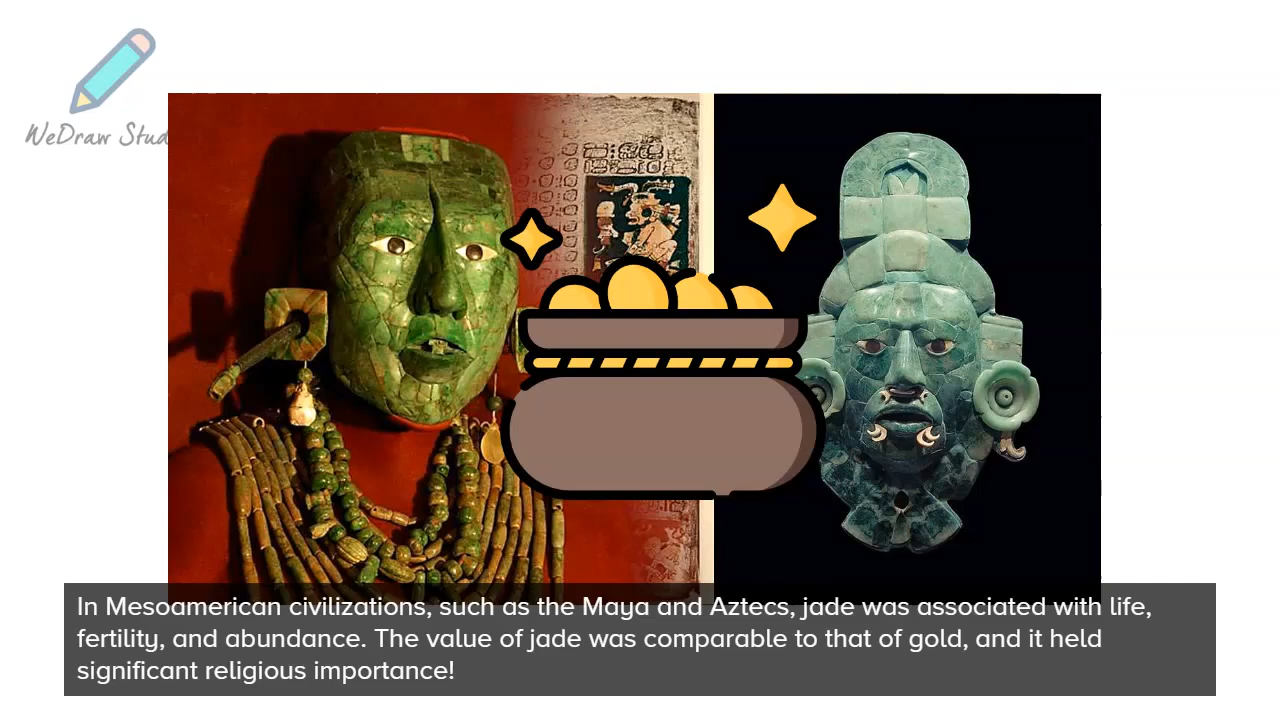 WeDraw Stud
In Mesoamerican civilizations, such as the Maya and Aztecs, jade was associated with life,
fertility, and abundance. The value of jade was comparable to that of gold, and it held
significant religious importance!